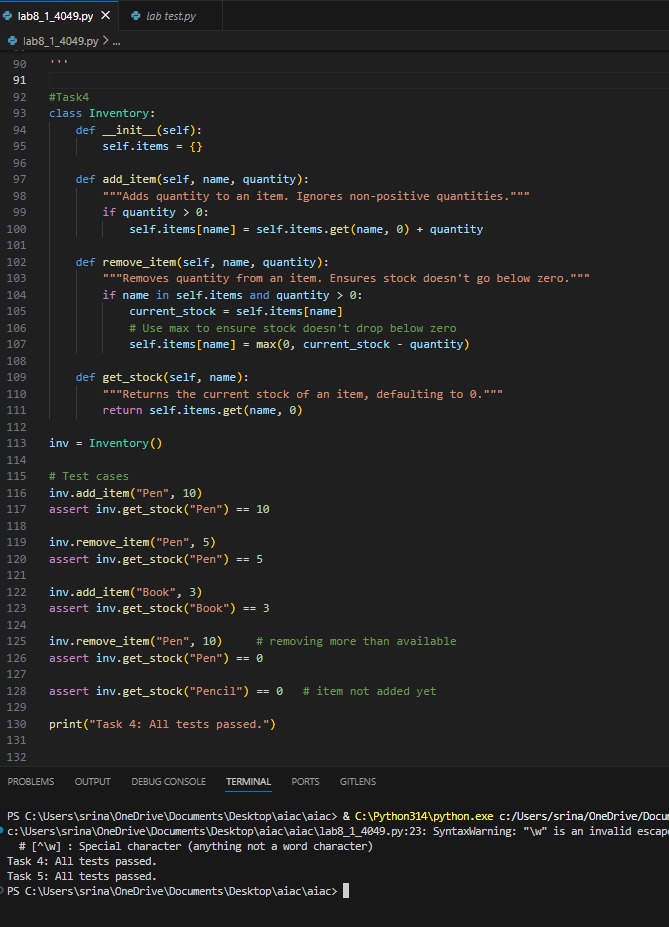 lab8_1_4049.py X lab test.py
lab8_1_4049.py > ...
90 '''
91
92 #Task4
93 class Inventory:
94     def __init__(self):
95         self.items = {}
96
97     def add_item(self, name, quantity):
98         """Adds quantity to an item. Ignores non-positive quantities."""
99         if quantity > 0:
100             self.items[name] = self.items.get(name, 0) + quantity
101
102     def remove_item(self, name, quantity):
103         """Removes quantity from an item. Ensures stock doesn't go below zero."""
104         if name in self.items and quantity > 0:
105             current_stock = self.items[name]
106             # Use max to ensure stock doesn't drop below zero
107             self.items[name] = max(0, current_stock - quantity)
108
109     def get_stock(self, name):
110         """Returns the current stock of an item, defaulting to 0."""
111         return self.items.get(name, 0)
112
113 inv = Inventory()
114
115 # Test cases
116 inv.add_item("Pen", 10)
117 assert inv.get_stock("Pen") == 10
118
119 inv.remove_item("Pen", 5)
120 assert inv.get_stock("Pen") == 5
121
122 inv.add_item("Book", 3)
123 assert inv.get_stock("Book") == 3
124
125 inv.remove_item("Pen", 10)     # removing more than available
126 assert inv.get_stock("Pen") == 0
127
128 assert inv.get_stock("Pencil") == 0   # item not added yet
129
130 print("Task 4: All tests passed.")
131
132
PROBLEMS OUTPUT DEBUG CONSOLE TERMINAL PORTS GITLENS
PS C:\Users\srina\OneDrive\Documents\Desktop\aiac\aiac> & C:\Python314\python.exe c:/Users/srina/OneDrive/Docu
c:\Users\srina\OneDrive\Documents\Desktop\aiac\aiac\lab8_1_4049.py:23: SyntaxWarning: "\w" is an invalid escape
  # [^\w] : Special character (anything not a word character)
Task 4: All tests passed.
Task 5: All tests passed.
PS C:\Users\srina\OneDrive\Documents\Desktop\aiac\aiac>